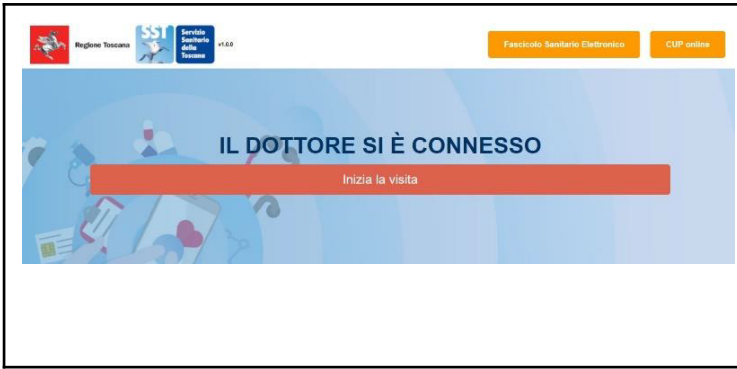 Regione Toscana
SST
Servizio
Sanitario
della
Toscana
v1.0.0
Fascicolo Sanitario Elettronico
CUP online
IL DOTTORE SI È CONNESSO
Inizia la visita